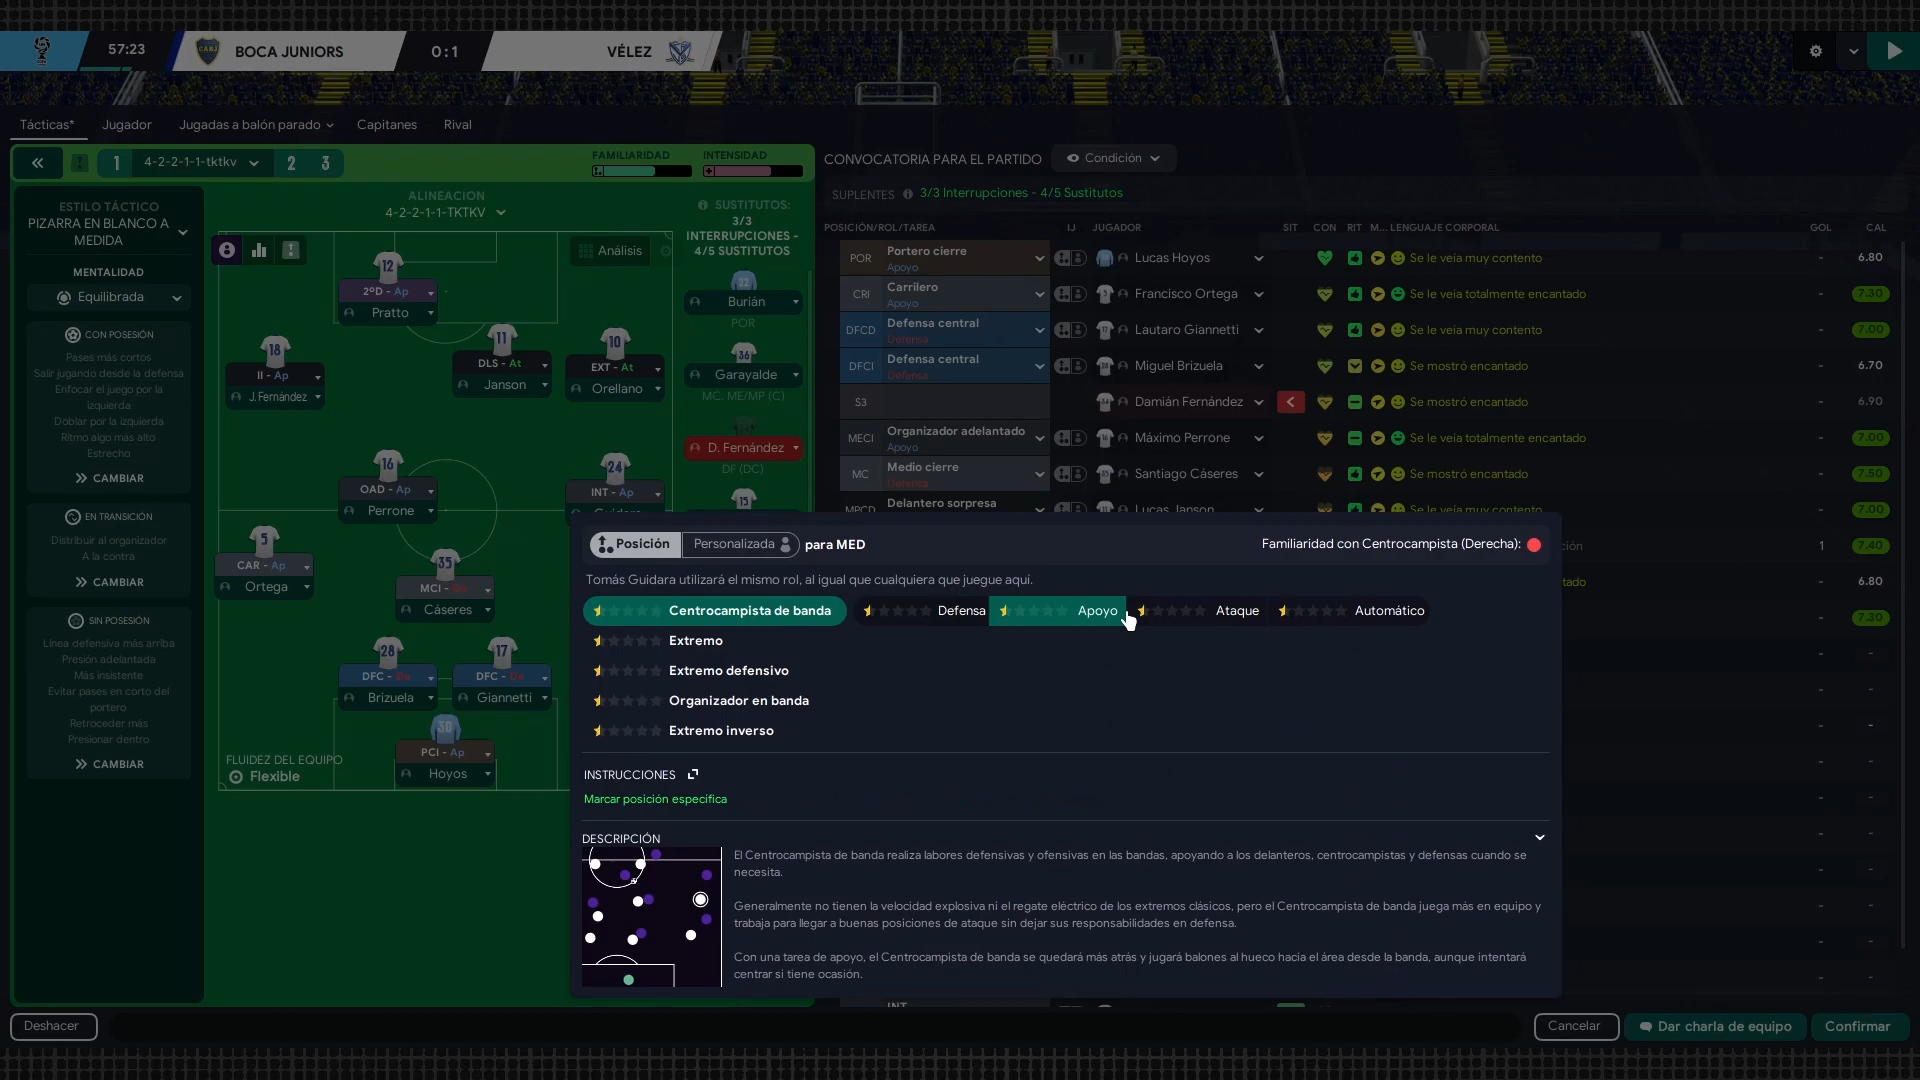 57:23
BOCA JUNIORS
0 : 1
VÉLEZ
Tácticas*
Jugador
Jugadas a balón parado
Capitanes
Rival
1
4-2-2-1-1-tktkv
2
3
FAMILIARIDAD
INTENSIDAD
ESTILO TÁCTICO
PIZARRA EN BLANCO A
MEDIDA
MENTALIDAD
Equilibrada
CON POSESIÓN
Pases más cortos
Salir jugando desde la defensa
Enfocar el juego por la
izquierda
Doblar por la izquierda
Ritmo algo más alto
Estrecho
CAMBIAR
EN TRANSICIÓN
Distribuir al organizador
A la contra
CAMBIAR
SIN POSESIÓN
Línea defensiva más arriba
Presión adelantada
Más insistente
Evitar pases en corto del
portero
Retroceder más
Presionar dentro
CAMBIAR
ALINEACION
4-2-2-1-1-TKTKV
Análisis
12
2ºD - Ap
Pratto
18
II - Ap
J. Fernández
11
DLS - At
Janson
10
EXT - At
Orellano
16
OAD - Ap
Perrone
24
INT - Ap
5
CAR - Ap
Ortega
35
MCI - De
Cáseres
28
DFC - De
Brizuela
17
DFC - De
Giannetti
30
PCI - Ap
Hoyos
FLUIDEZ DEL EQUIPO
Flexible
SUSTITUTOS:
3/3
INTERRUPCIONES -
4/5 SUSTITUTOS
22
Burián
POR
36
Garayalde
MC, ME/MP (C)
D. Fernández
DF (DC)
15
CONVOCATORIA PARA EL PARTIDO
Condición
SUPLENTES
3/3 Interrupciones - 4/5 Sustitutos
POSICIÓN/ROL/TAREA IJ JUGADOR SIT CON RIT M... LENGUAJE CORPORAL GOL CAL
POR Portero cierre Apoyo Lucas Hoyos Se le veía muy contento - 6.80
CRI Carrilero Apoyo Francisco Ortega Se le veía totalmente encantado - 7.30
DFCD Defensa central Defensa Lautaro Giannetti Se le veía muy contento - 7.00
DFCI Defensa central Defensa Miguel Brizuela Se mostró encantado - 6.70
S3 Damián Fernández Se mostró encantado - 6.90
MECI Organizador adelantado Apoyo Máximo Perrone Se le veía totalmente encantado - 7.00
MC Medio cierre Defensa Santiago Cáseres Se mostró encantado - 7.50
MPCD Delantero sorpresa Lucas Janson Se le veía muy contento - 7.00
1 7.40
- 6.80
- 7.30
Posición
Personalizada
para MED
Familiaridad con Centrocampista (Derecha):
Tomás Guidara utilizará el mismo rol, al igual que cualquiera que juegue aquí.
Centrocampista de banda
Defensa
Apoyo
Ataque
Automático
Extremo
Extremo defensivo
Organizador en banda
Extremo inverso
INSTRUCCIONES
Marcar posición específica
DESCRIPCIÓN
El Centrocampista de banda realiza labores defensivas y ofensivas en las bandas, apoyando a los delanteros, centrocampistas y defensas cuando se
necesita.
Generalmente no tienen la velocidad explosiva ni el regate eléctrico de los extremos clásicos, pero el Centrocampista de banda juega más en equipo y
trabaja para llegar a buenas posiciones de ataque sin dejar sus responsabilidades en defensa.
Con una tarea de apoyo, el Centrocampista de banda se quedará más atrás y jugará balones al hueco hacia el área desde la banda, aunque intentará
centrar si tiene ocasión.
INT
Deshacer
Cancelar
Dar charla de equipo
Confirmar